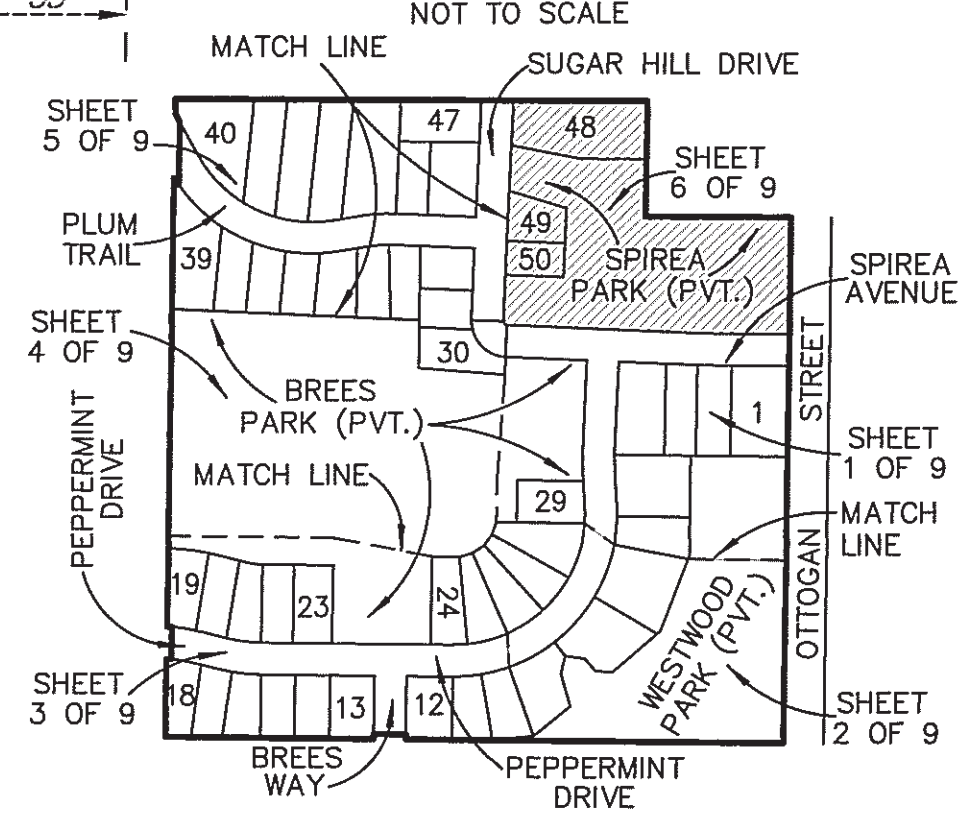 NOT TO SCALE
MATCH LINE
SUGAR HILL DRIVE
SHEET
5 OF 9
40
47
48
SHEET
6 OF 9
PLUM
TRAIL
49
50
39
SPIREA
PARK (PVT.)
SPIREA
AVENUE
SHEET
4 OF 9
30
BREES
PARK (PVT.)
1
STREET
SHEET
1 OF 9
PEPPERMINT
DRIVE
MATCH LINE
29
MATCH
LINE
19
23
24
OTTOGAN
WESTWOOD
PARK (PVT.)
SHEET
3 OF 9
18
13
12
SHEET
2 OF 9
BREES
WAY
PEPPERMINT
DRIVE